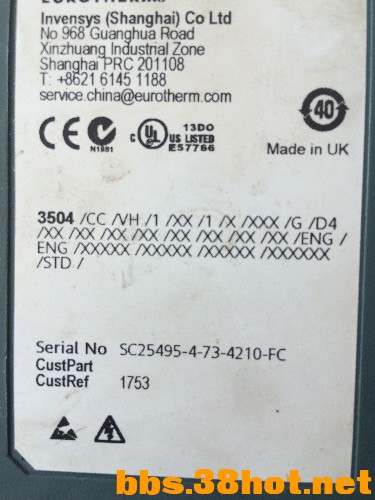 Invensys (Shanghai) Co Ltd
No 968 Guanghua Road
Xinzhuang Industrial Zone
Shanghai PRC 201108
T: +8621 6145 1188
service.china@eurotherm.com
40
CE
N1981
C UL US LISTED
13DO
E57766
Made in UK
3504 /CC /VH /1 /XX /1 /X /XXX /G /D4
/XX /XX /XX /XX /XX /XX /XX /XX /ENG /
ENG /XXXXX /XXXXX /XXXXX /XXXXXX
/STD /
Serial No SC25495-4-73-4210-FC
CustPart
CustRef 1753
bbs.38hot.net